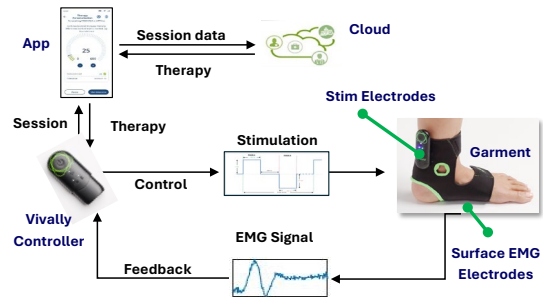 App
Session data
Cloud
Therapy
25
Stim Electrodes
Session
Therapy
Stimulation
Garment
Control
Vivally
Controller
EMG Signal
Surface EMG
Electrodes
Feedback